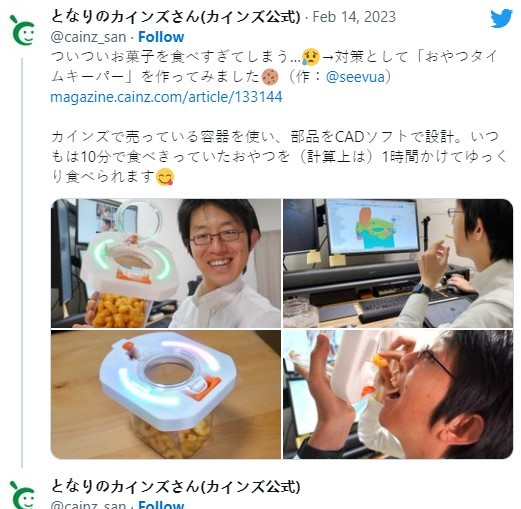 となりのカインズさん(カインズ公式) · Feb 14, 2023
@cainz_san · Follow
ついついお菓子を食べすぎてしまう...😥→対策として「おやつタイ
ムキーパー」を作ってみました🍪（作：@seevua）
magazine.cainz.com/article/133144
カインズで売っている容器を使い、部品をCADソフトで設計。いつ
もは10分で食べきっていたおやつを（計算上は）1時間かけてゆっく
り食べられます😋
となりのカインズさん(カインズ公式)
@cainz_san · Follow